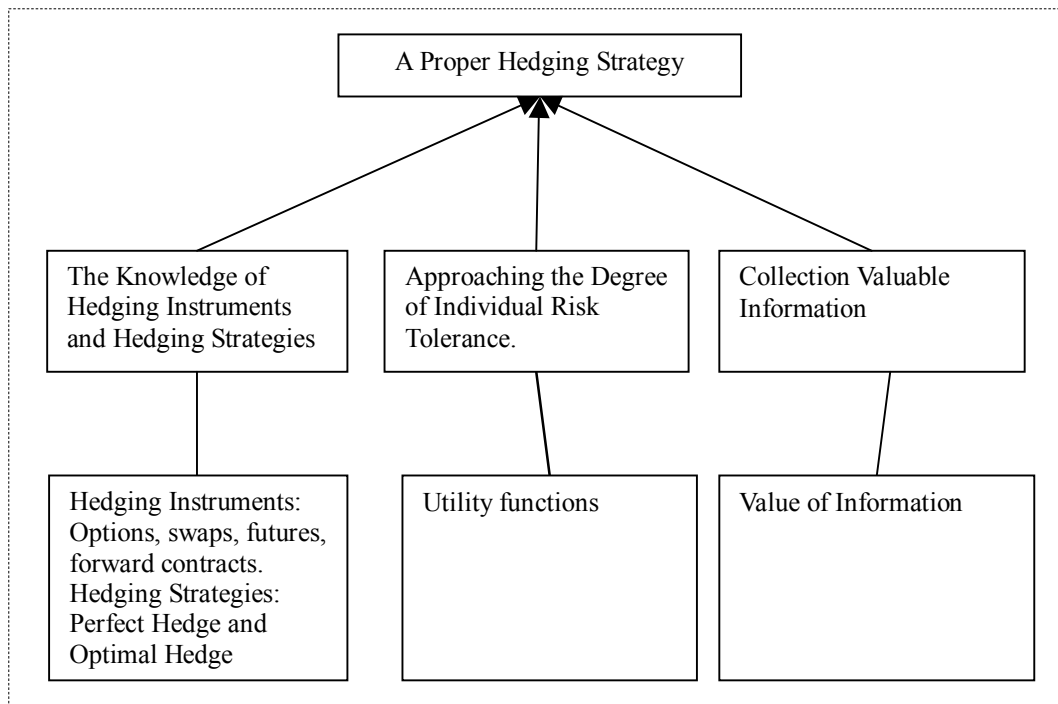 A Proper Hedging Strategy
The Knowledge of
Hedging Instruments
and Hedging Strategies
Approaching the Degree
of Individual Risk
Tolerance.
Collection Valuable
Information
Hedging Instruments:
Options, swaps, futures,
forward contracts.
Hedging Strategies:
Perfect Hedge and
Optimal Hedge
Utility functions
Value of Information